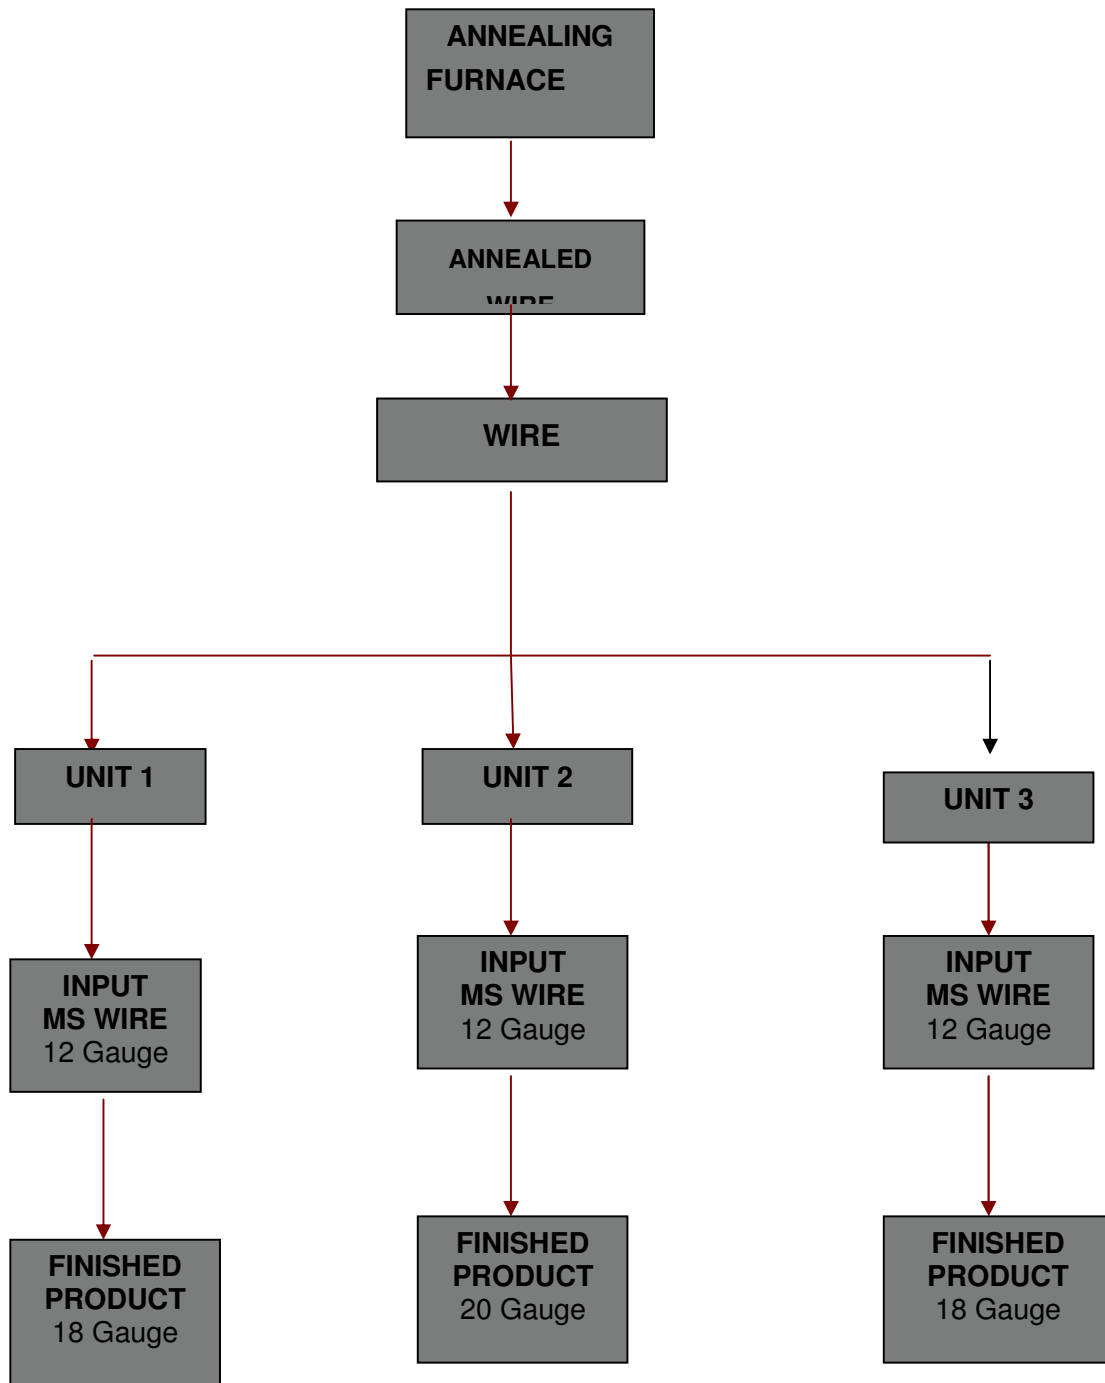 ANNEALING
FURNACE
ANNEALED
WIRE
WIRE
UNIT 1
UNIT 2
UNIT 3
INPUT
MS WIRE
12 Gauge
INPUT
MS WIRE
12 Gauge
INPUT
MS WIRE
12 Gauge
FINISHED
PRODUCT
18 Gauge
FINISHED
PRODUCT
20 Gauge
FINISHED
PRODUCT
18 Gauge